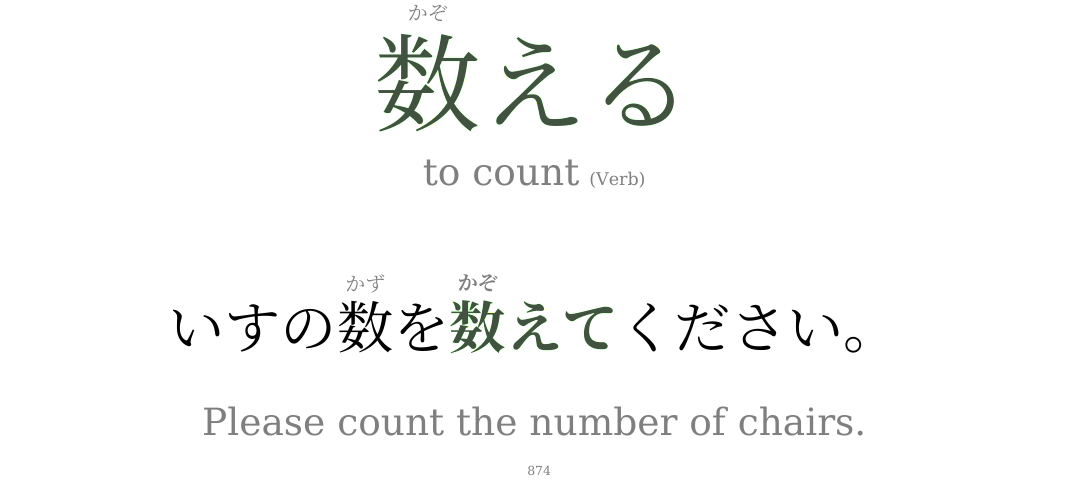 かぞ
数える
to count (Verb)
かず かぞ
いすの数を数えてください。
Please count the number of chairs.
874